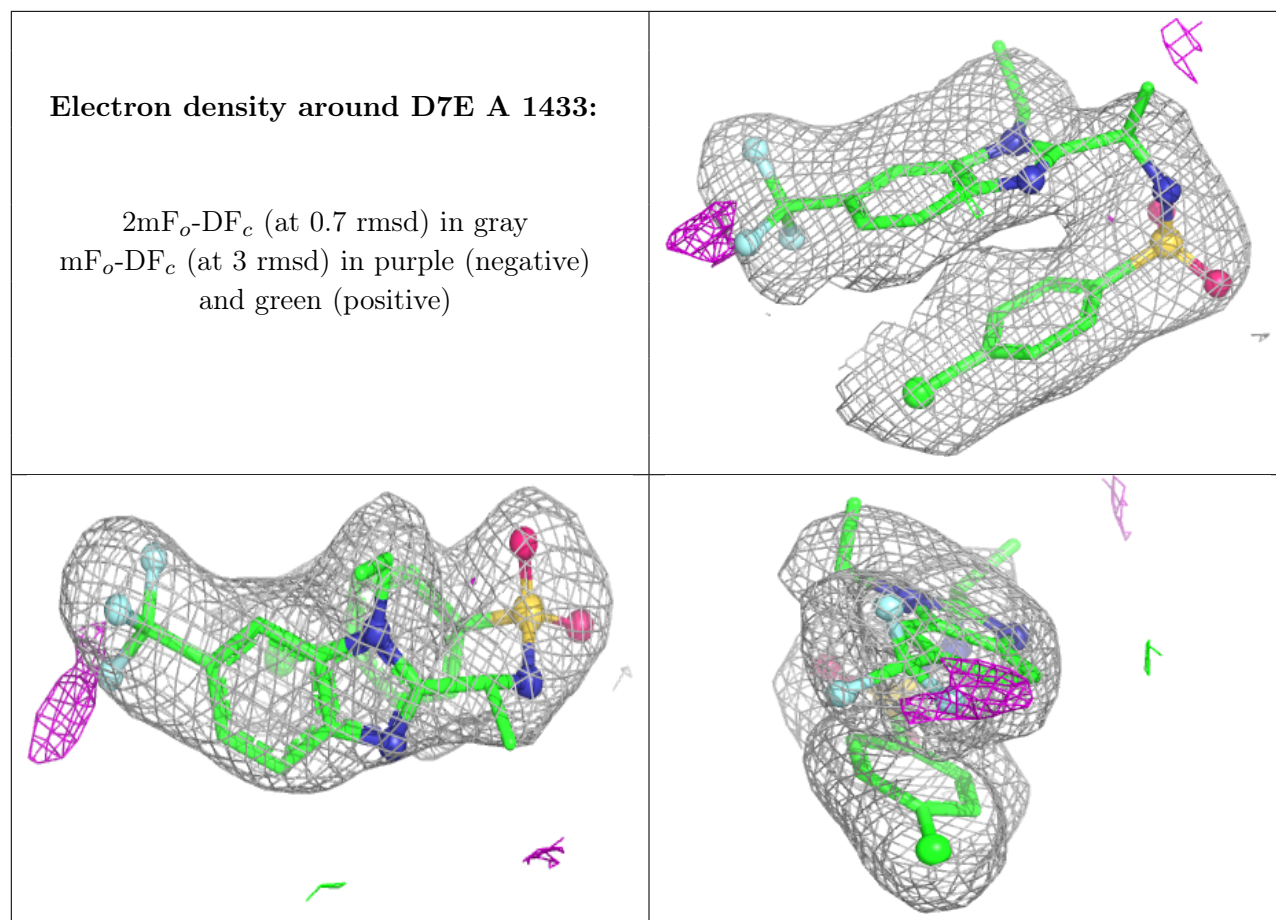 Electron density around D7E A 1433:
2mFo-DFc (at 0.7 rmsd) in gray
mFo-DFc (at 3 rmsd) in purple (negative)
and green (positive)